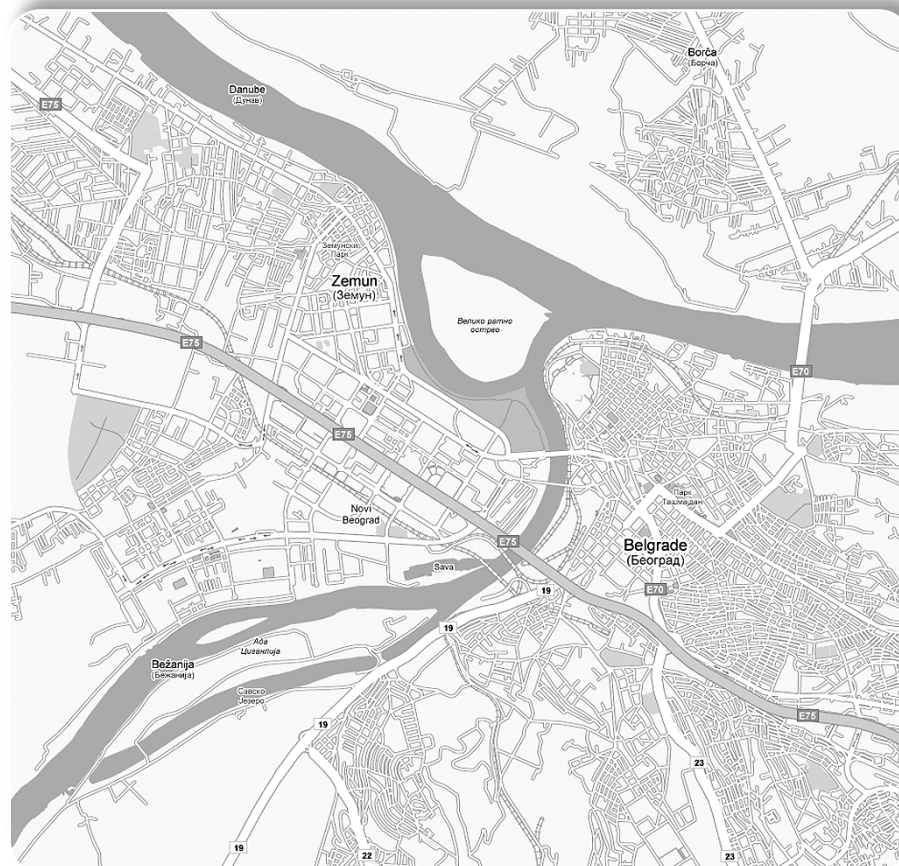 Borča
(Борча)
Danube
(Дунав)
E75
Земунски
Парк
Zemun
(Земун)
Велико ратно
острво
E75
E70
E75
Парк
Ташмајдан
Novi
Beograd
E75
Belgrade
(Београд)
Sava
E70
19
19
Ада
Циганлија
Bežanija
(Бежанија)
Савско
Језеро
E75
19
23
19
22
23